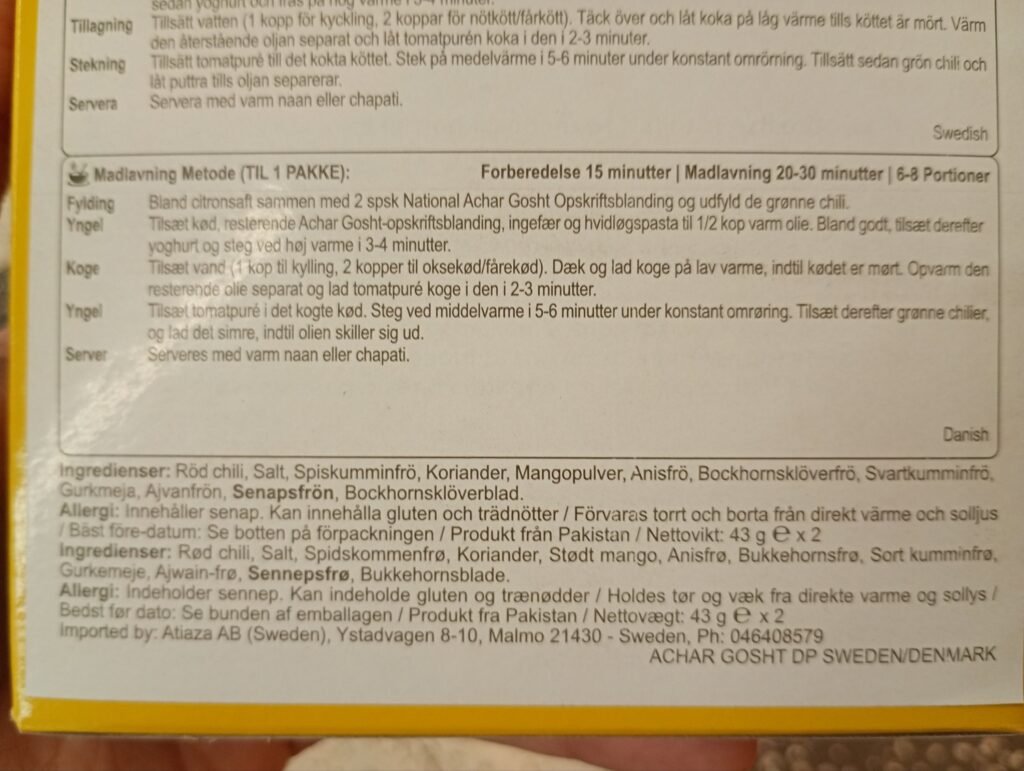 sedan yoghurt och fräs på hög värme i 3-4 minuter.
Tillagning Tillsätt vatten (1 kopp för kyckling, 2 koppar för nötkött/fårkött). Täck över och låt koka på låg värme tills köttet är mört. Värm
den återstående oljan separat och låt tomatpurén koka i den i 2-3 minuter.
Stekning Tillsätt tomatpuré till det kokta köttet. Stek på medelvärme i 5-6 minuter under konstant omrörning. Tillsätt sedan grön chili och
låt puttra tills oljan separerar.
Servera Servera med varm naan eller chapati.
Swedish
Madlavning Metode (TIL 1 PAKKE): Forberedelse 15 minutter | Madlavning 20-30 minutter | 6-8 Portioner
Fylding Bland citronsaft sammen med 2 spsk National Achar Gosht Opskriftsblanding og udfyld de grønne chili.
Yngel Tilsæt kød, resterende Achar Gosht-opskriftsblanding, ingefær og hvidløgspasta til 1/2 kop varm olie. Bland godt, tilsæt derefter
yoghurt og steg ved høj varme i 3-4 minutter.
Koge Tilsæt vand (1 kop til kylling, 2 kopper til oksekød/fårekød). Dæk og lad koge på lav varme, indtil kødet er mørt. Opvarm den
resterende olie separat og lad tomatpuré koge i den i 2-3 minutter.
Yngel Tilsæt tomatpuré i det kogte kød. Steg ved middelvarme i 5-6 minutter under konstant omrøring. Tilsæt derefter grønne chilier,
og lad det simre, indtil olien skiller sig ud.
Server Serveres med varm naan eller chapati.
Danish
Ingredienser: Röd chili, Salt, Spiskumminfrö, Koriander, Mangopulver, Anisfrö, Bockhornsklöverfrö, Svartkumminfrö,
Gurkmeja, Ajvanfrön, Senapsfrön, Bockhornsklöverblad.
Allergi: Innehåller senap. Kan innehålla gluten och trädnötter / Förvaras torrt och borta från direkt värme och solljus
/ Bäst före-datum: Se botten på förpackningen / Produkt från Pakistan / Nettovikt: 43 g ℮ x 2
Ingredienser: Rød chili, Salt, Spidskommenfrø, Koriander, Stødt mango, Anisfrø, Bukkehornsfrø, Sort kumminfrø,
Gurkemeje, Ajwain-frø, Sennepsfrø, Bukkehornsblade.
Allergi: Indeholder sennep. Kan indeholde gluten og trænødder / Holdes tør og væk fra direkte varme og sollys /
Bedst før dato: Se bunden af emballagen / Produkt fra Pakistan / Nettovægt: 43 g ℮ x 2
Imported by: Atiaza AB (Sweden), Ystadvagen 8-10, Malmo 21430 - Sweden, Ph: 046408579
ACHAR GOSHT DP SWEDEN/DENMARK